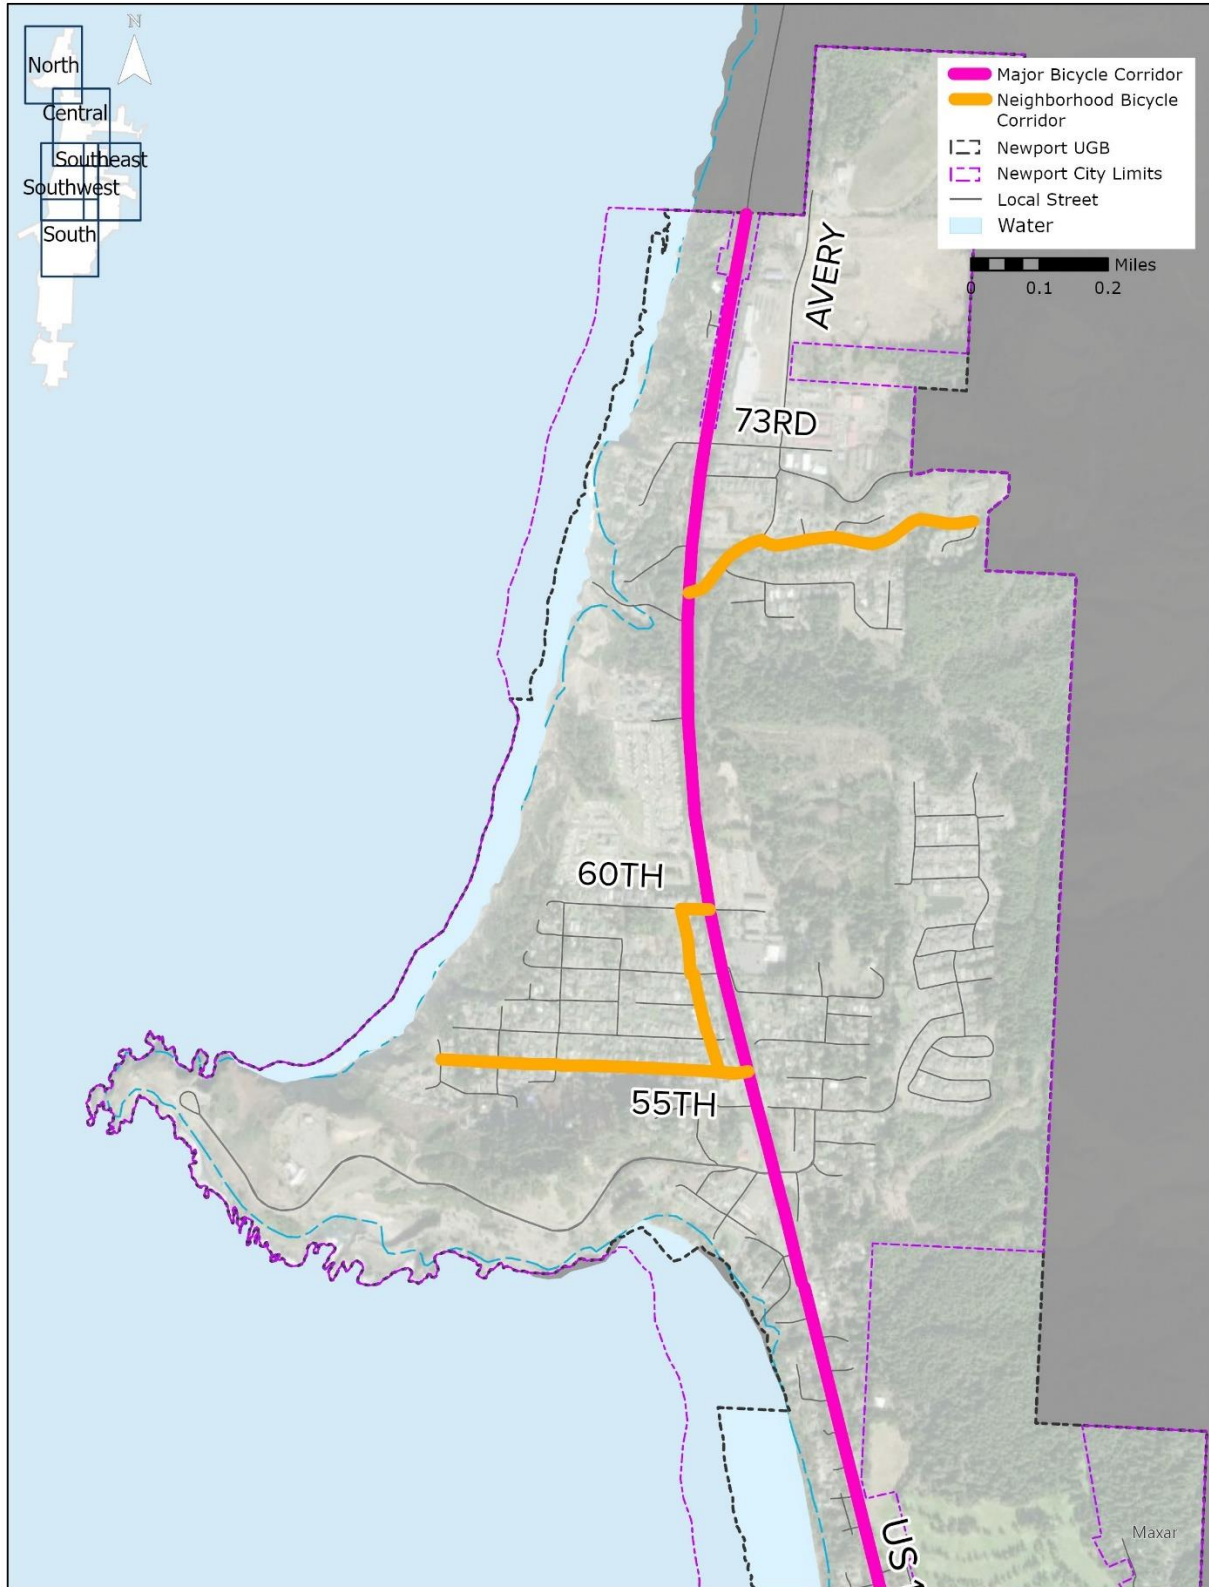 N
North
Central
Southeast
Southwest
South
Major Bicycle Corridor
Neighborhood Bicycle
Corridor
Newport UGB
Newport City Limits
Local Street
Water
Miles
0 0.1 0.2
AVERY
73RD
60TH
55TH
US
Maxar